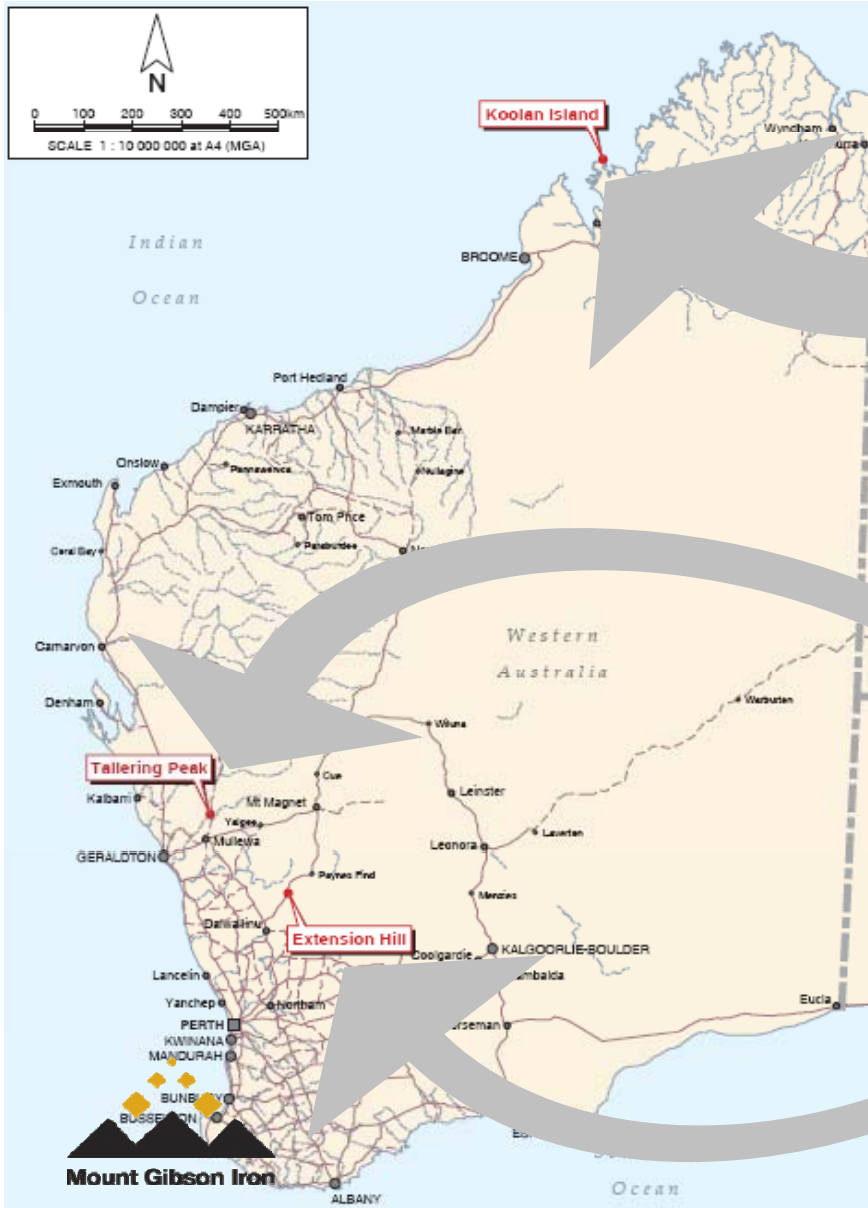 N
0 100 200 300 400 500km
SCALE 1 : 10 000 000 at A4 (MGA)
Koolan Island
Wyndham
Indian
Ocean
BROOME
Port Hedland
Dampier
KARRATHA
Marble Bar
Onslow
Pannawonica
Nullagine
Exmouth
Tom Price
Coral Bay
Paraburdoo
Western
Australia
Carnarvon
Denham
Warburton
Wiluna
Tallering Peak
Cue
Kalbarri
Mt Magnet
Leinster
Yalgoo
Mullewa
Laverton
Leonora
GERALDTON
Paynes Find
Menzies
Dalwallinu
Extension Hill
Coolgardie
KALGOORLIE-BOULDER
Lancelin
ambalda
Yanchep
Northam
Eucla
PERTH
orseman
KWINANA
MANDURAH
BUNBURY
BUSSELTON
Mount Gibson Iron
Ocean
ALBANY